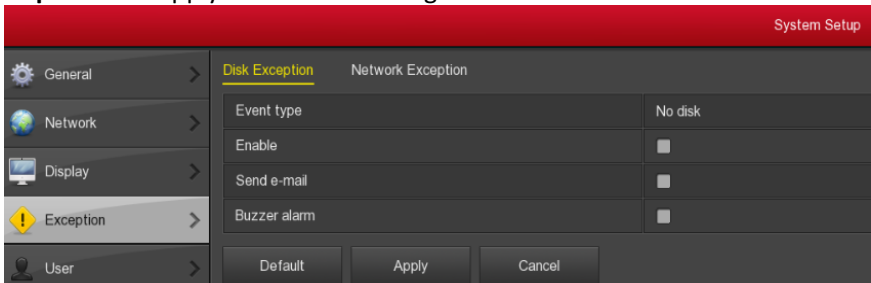 System Setup
General
Disk Exception Network Exception
Event type No disk
Network
Enable
Display
Send e-mail
Exception
Buzzer alarm
User
Default Apply Cancel